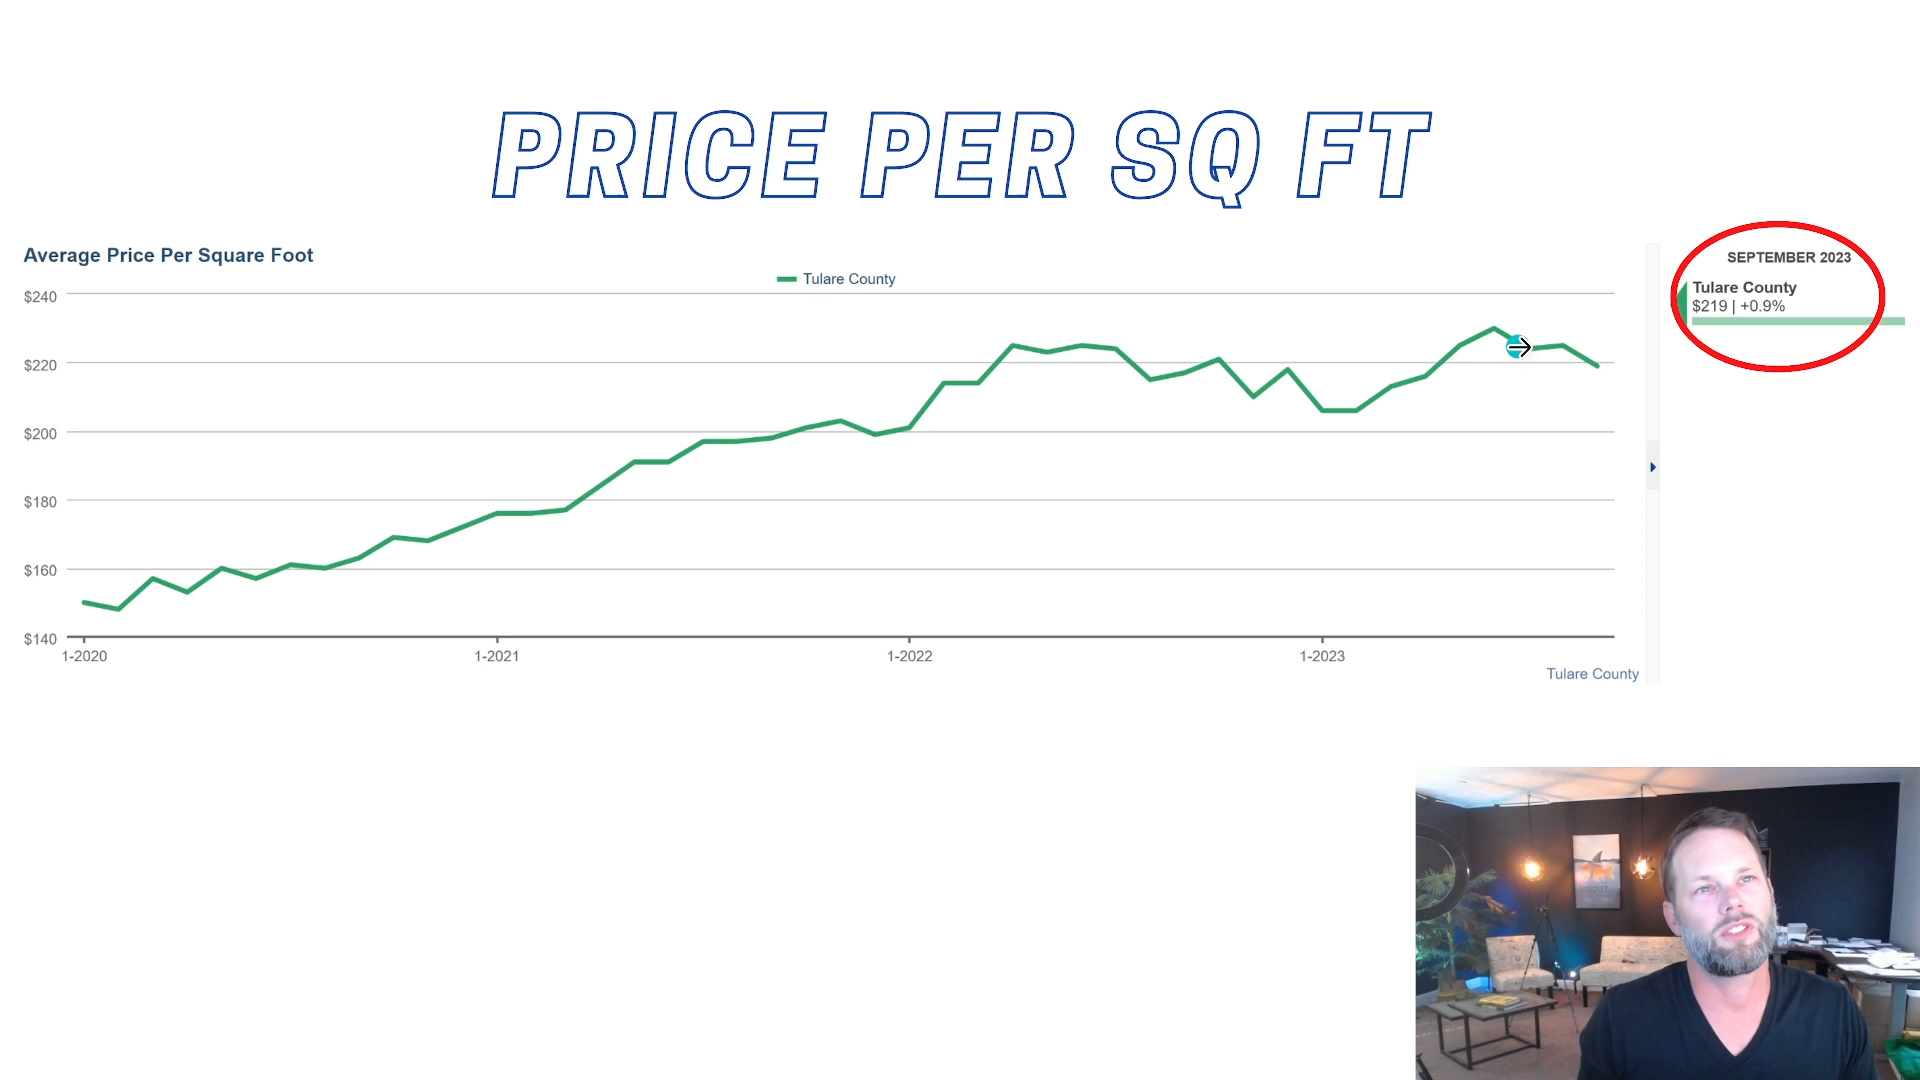 PRICE PER SQ FT
Average Price Per Square Foot
Tulare County
SEPTEMBER 2023
Tulare County
$219 | +0.9%
$240
$220
$200
$180
$160
$140
1-2020
1-2021
1-2022
1-2023
Tulare County